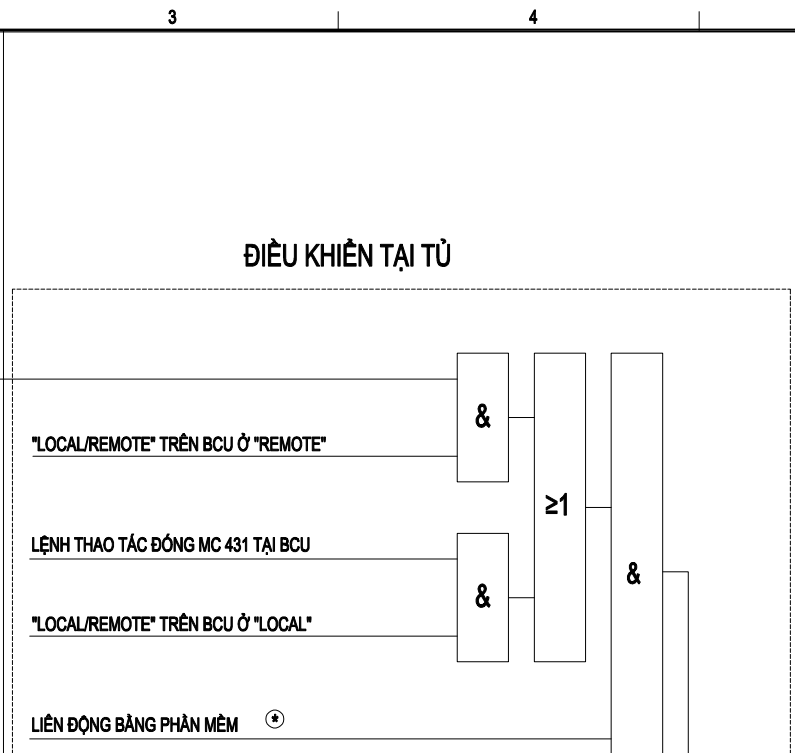 3
4
ĐIỀU KHIỂN TẠI TỦ
&
"LOCAL/REMOTE" TRÊN BCU Ở "REMOTE"
≥1
LỆNH THAO TÁC ĐÓNG MC 431 TẠI BCU
&
&
"LOCAL/REMOTE" TRÊN BCU Ở "LOCAL"
LIÊN ĐỘNG BẰNG PHẦN MỀM *